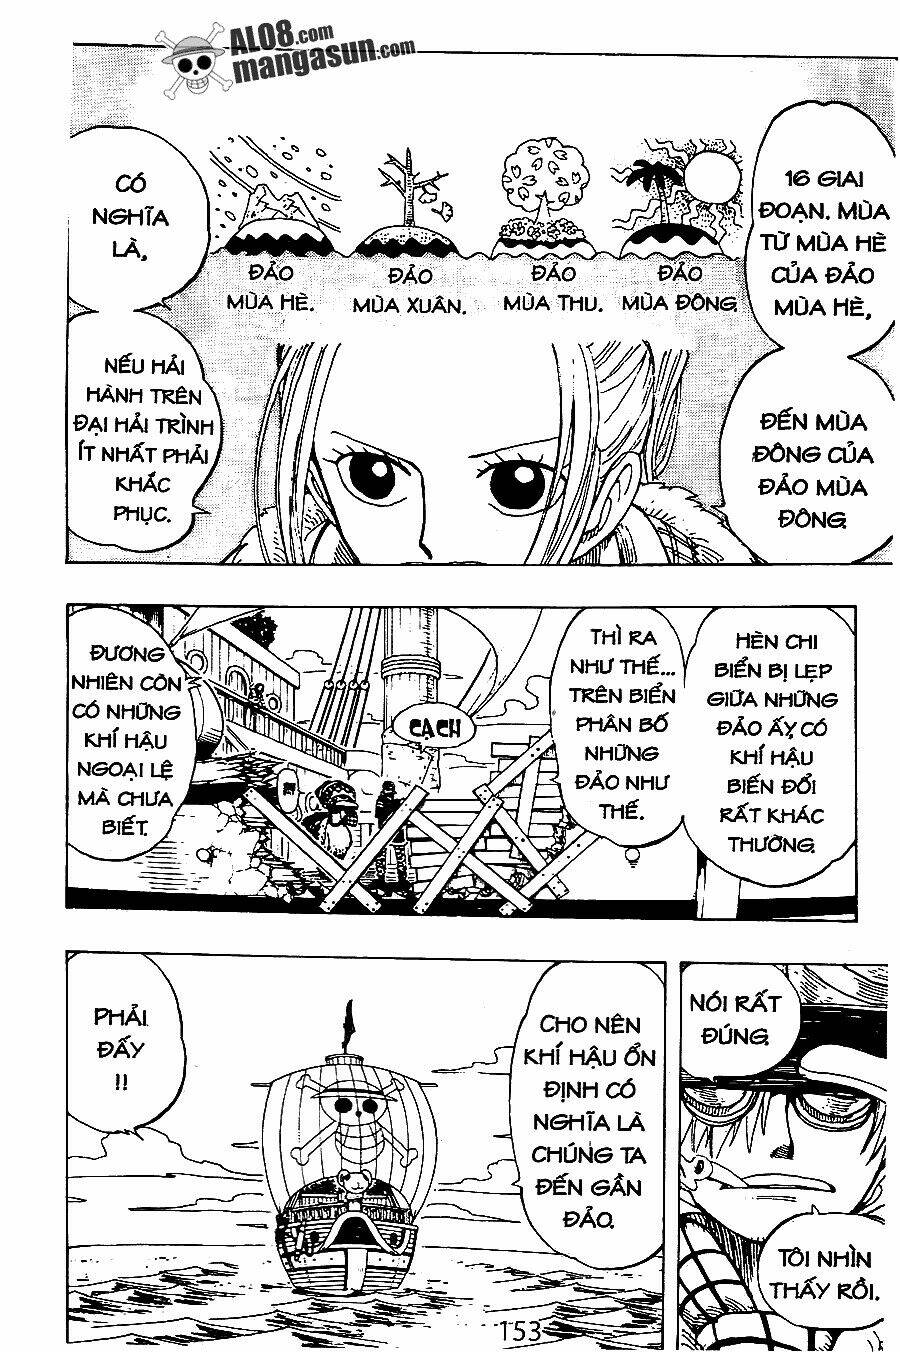 AL08.com
mangasun.com
16 GIAI
ĐOẠN. MÙA
TỪ MÙA HÈ
CỦA ĐẢO
MÙA HÈ,
ĐẾN MÙA
ĐÔNG CỦA
ĐẢO MÙA
ĐÔNG.
ĐẢO
MÙA HÈ.
ĐẢO
MÙA XUÂN.
ĐẢO
MÙA THU.
ĐẢO
MÙA ĐÔNG.
CÓ
NGHĨA
LÀ,
NẾU HẢI
HÀNH TRÊN
ĐẠI HẢI TRÌNH
ÍT NHẤT PHẢI
KHẮC
PHỤC.
HÈN CHI
BIỂN BỊ LẸP
GIỮA NHỮNG
ĐẢO ẤY, CÓ
KHÍ HẬU
BIẾN ĐỔI
RẤT KHÁC
THƯỜNG.
THÌ RA
NHƯ THẾ...
TRÊN BIỂN
PHÂN BỐ
NHỮNG
ĐẢO NHƯ
THẾ.
CẠCH
ĐƯƠNG
NHIÊN CÔN
CÓ NHỮNG
KHÍ HẬU
NGOẠI LỆ
MÀ CHƯA
BIẾT.
NÓI RẤT
ĐÚNG.
TÔI NHÌN
THẤY RỒI.
CHO NÊN
KHÍ HẬU ỔN
ĐỊNH CÓ
NGHĨA LÀ
CHÚNG TA
ĐẾN GẦN
ĐẢO.
PHẢI
ĐẤY
!!
153